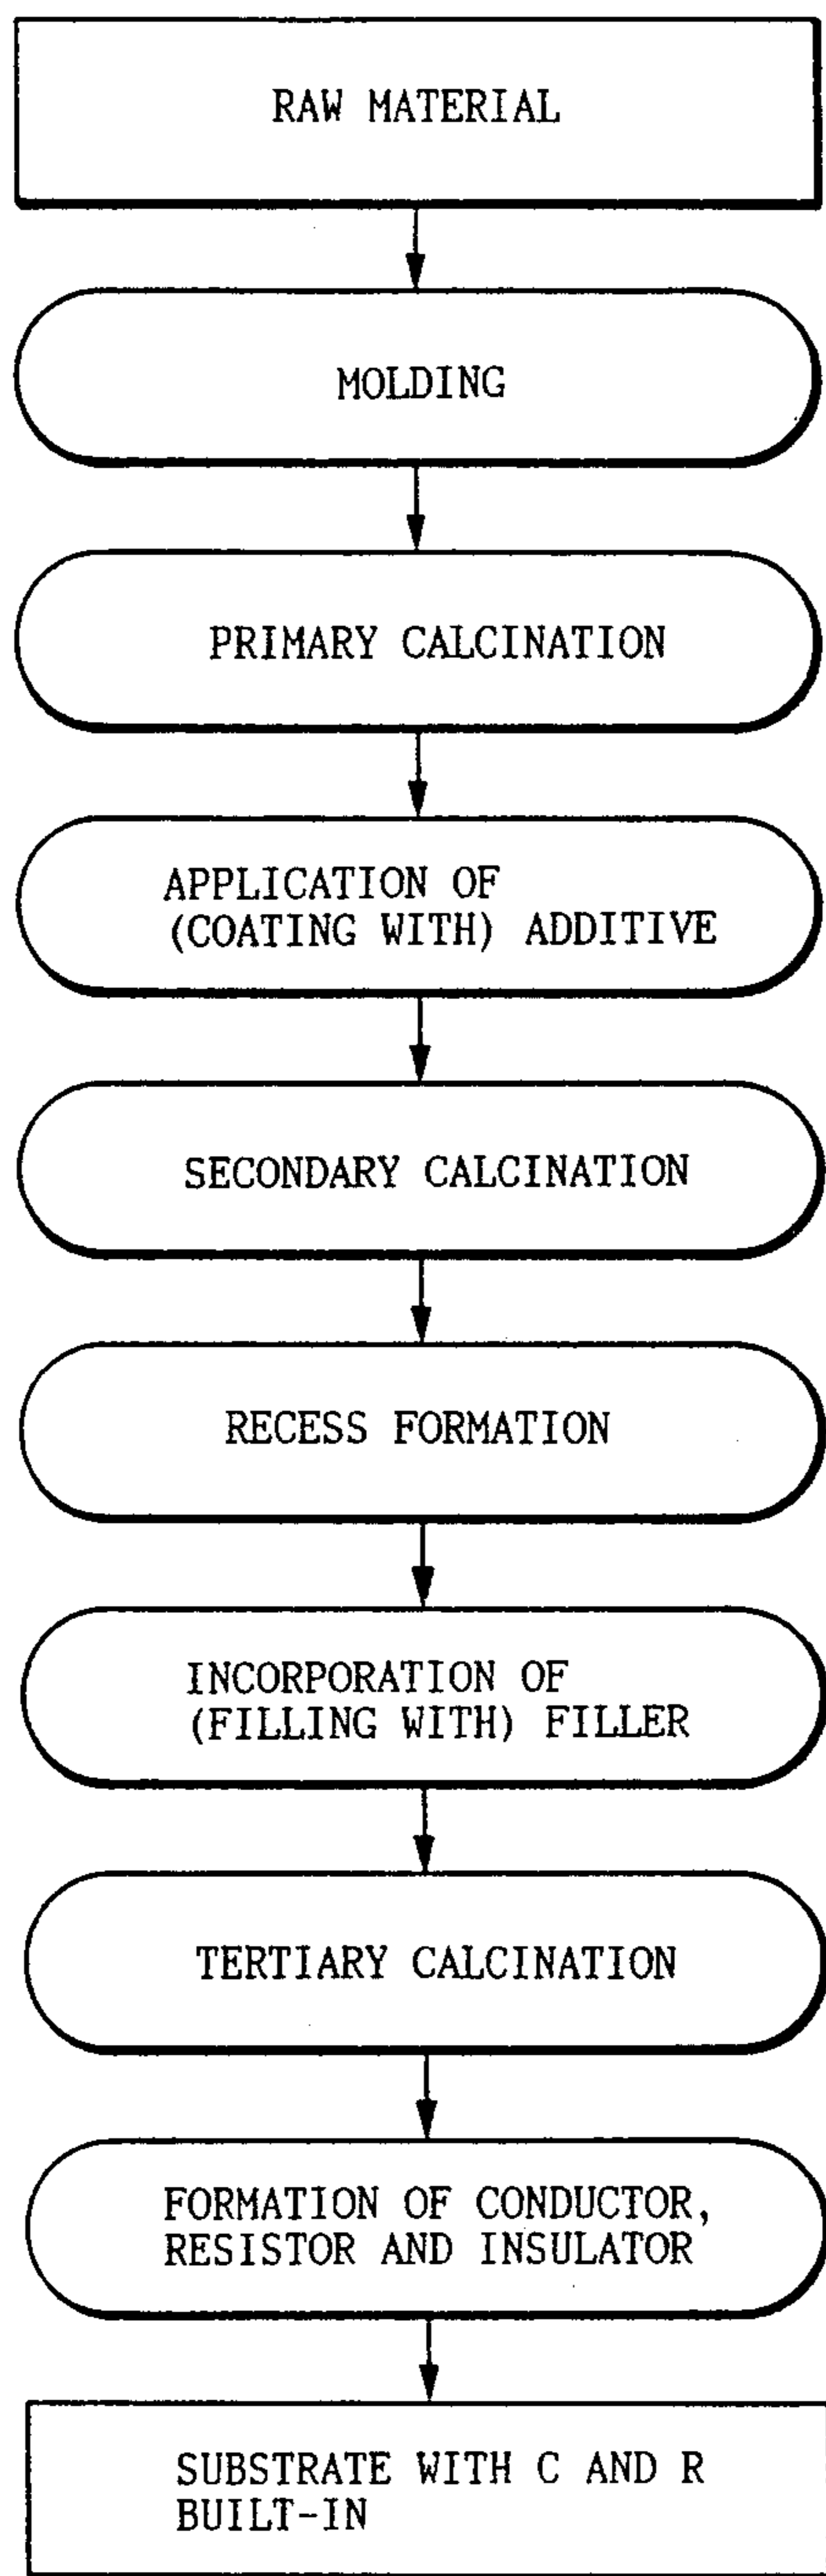 RAW MATERIAL
MOLDING
PRIMARY CALCINATION
APPLICATION OF
(COATING WITH) ADDITIVE
SECONDARY CALCINATION
RECESS FORMATION
INCORPORATION OF
(FILLING WITH) FILLER
TERTIARY CALCINATION
FORMATION OF CONDUCTOR,
RESISTOR AND INSULATOR
SUBSTRATE WITH C AND R
BUILT-IN